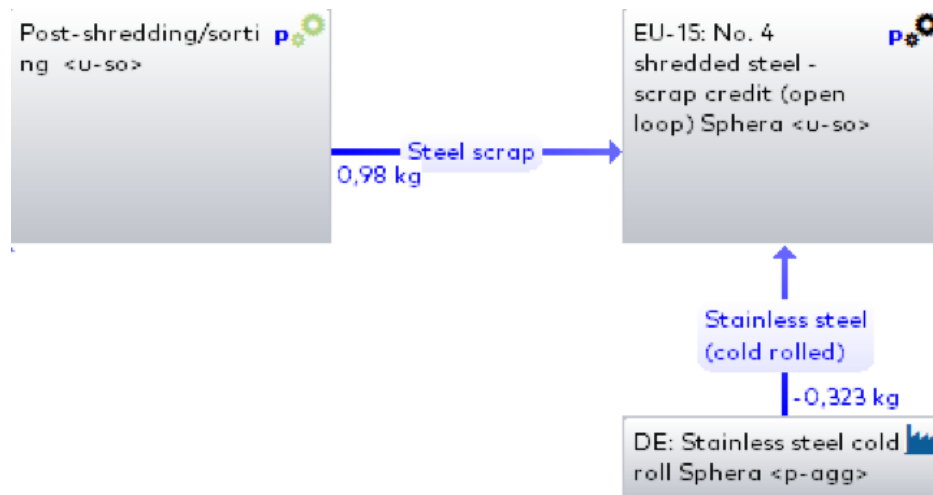 Post-shredding/sorti p
ng <u-so>
EU-15: No. 4 p
shredded steel -
scrap credit (open
loop) Sphera <u-so>
Steel scrap
0,98 kg
Stainless steel
(cold rolled)
-0,323 kg
DE: Stainless steel cold
roll Sphera <p-agg>